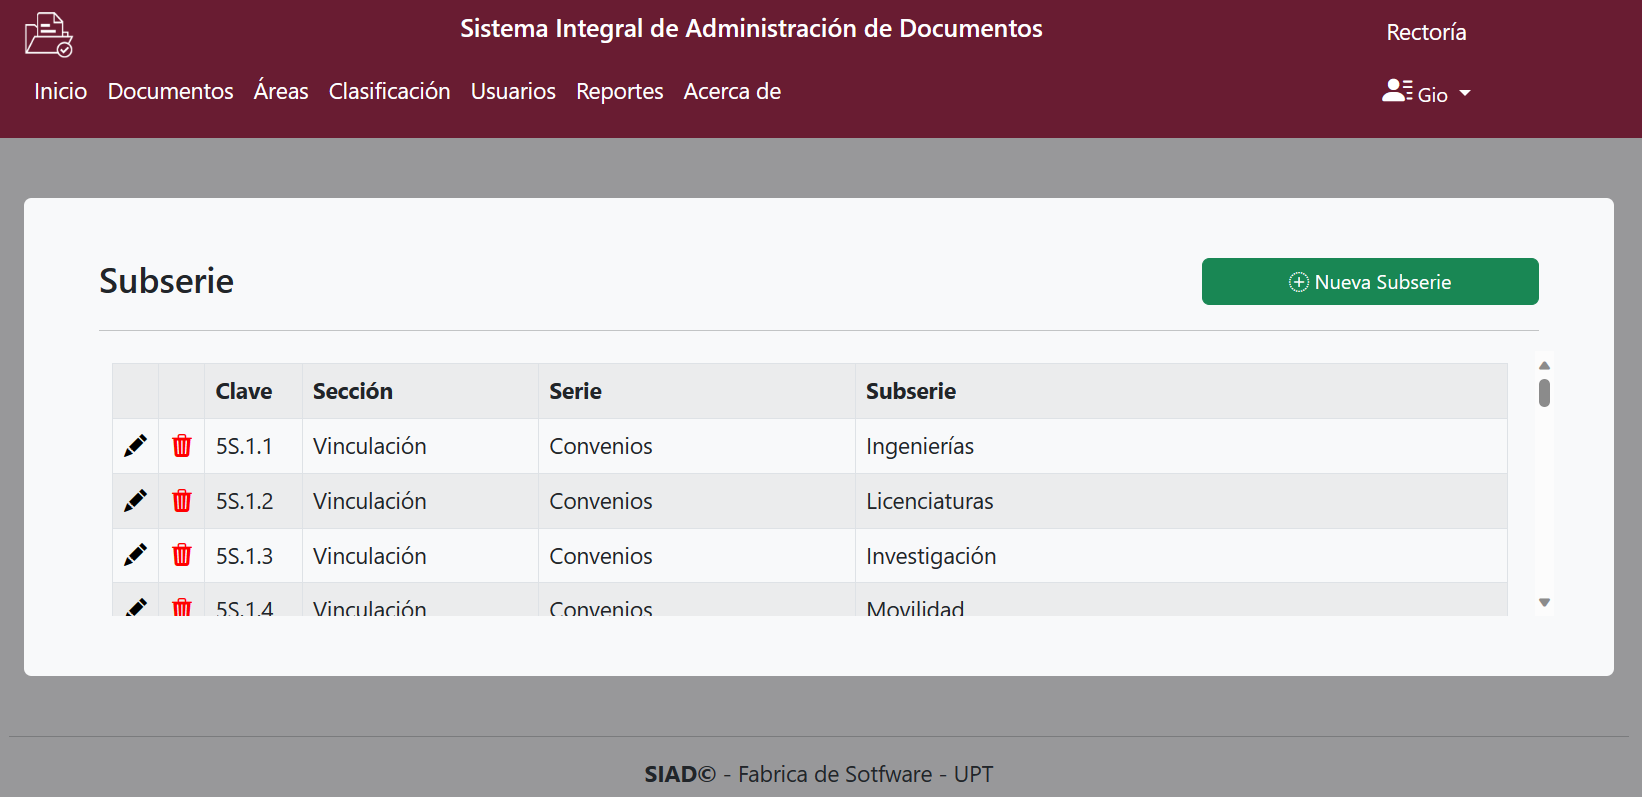 Sistema Integral de Administración de Documentos
Rectoría
Inicio Documentos Áreas Clasificación Usuarios Reportes Acerca de
Gio
Subserie
Nueva Subserie
Clave Sección Serie Subserie
5S.1.1 Vinculación Convenios Ingenierías
5S.1.2 Vinculación Convenios Licenciaturas
5S.1.3 Vinculación Convenios Investigación
5S.1.4 Vinculación Convenios Movilidad
SIAD© - Fabrica de Sotfware - UPT